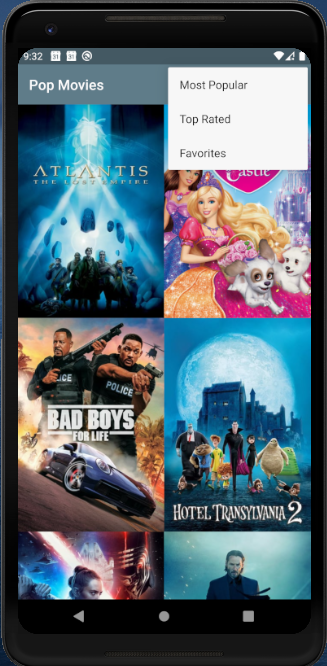 9:32
Pop Movies
Most Popular
Top Rated
Favorites
ATLANTIS
THE LOST EMPIRE
Castle
POLICE
POLICE
BAD BOYS
FOR LIFE
HOTEL TRANSYLVANIA 2